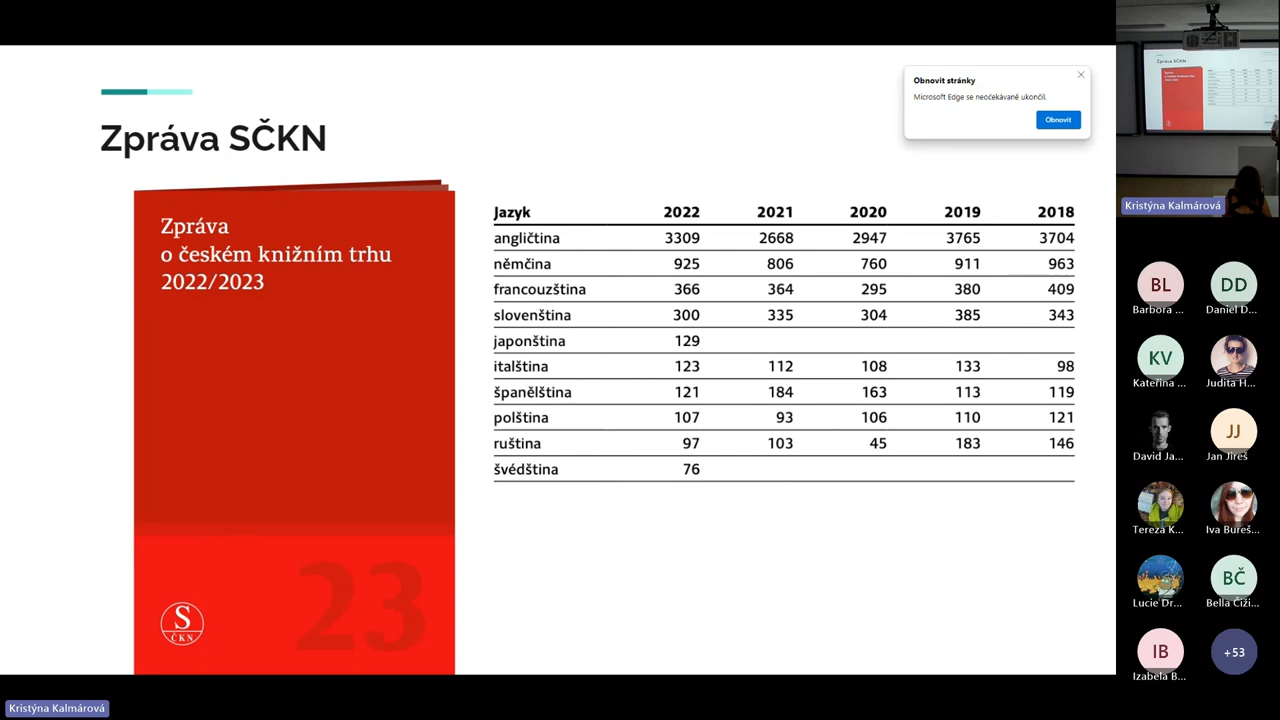 Zpráva SČKN
Zpráva
o českém knižním trhu
2022/2023
23
S
ČKN
Jazyk 2022 2021 2020 2019 2018
angličtina 3309 2668 2947 3765 3704
němčina 925 806 760 911 963
francouzština 366 364 295 380 409
slovenština 300 335 304 385 343
japonština 129
italština 123 112 108 133 98
španělština 121 184 163 113 119
polština 107 93 106 110 121
ruština 97 103 45 183 146
švédština 76
Obnovit stránky
Microsoft Edge se neočekávaně ukončil.
Obnovit
Zpráva SČKN
Kristýna Kalmárová
BL DD
Barbora ... Daniel D...
KV
Kateřina ... Judita H...
JJ
David Ja... Jan Jireš
Tereza K... Iva Bureš...
BČ
Lucie Dr... Bella Čiži...
IB +53
Izabela B...
Kristýna Kalmárová